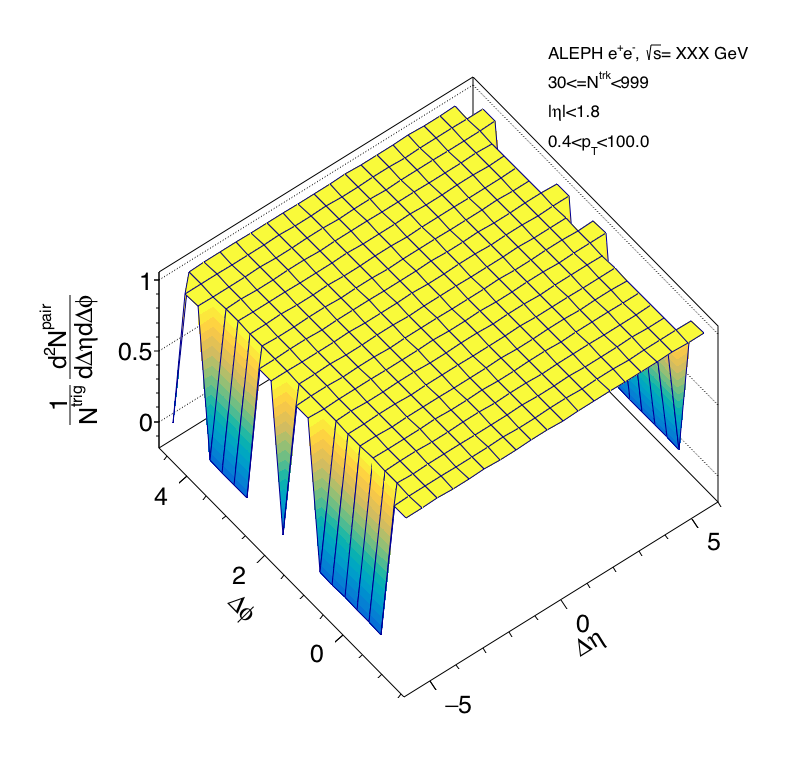 ALEPH e⁺e⁻, √s= XXX GeV
30<=N^trk<999
|η|<1.8
0.4<p_T<100.0
1
0.5
0
1/N^trig d²N^pair/dΔηdΔφ
4
2
0
Δφ
5
0
−5
Δη